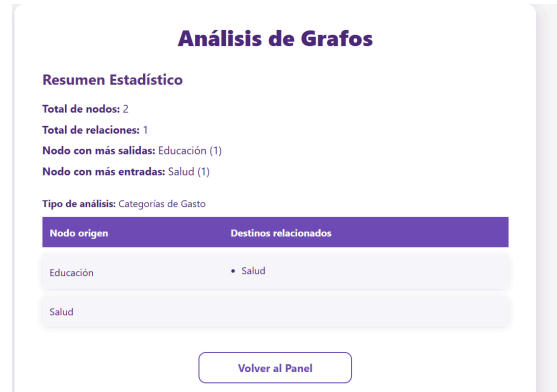 Análisis de Grafos
Resumen Estadístico
Total de nodos: 2
Total de relaciones: 1
Nodo con más salidas: Educación (1)
Nodo con más entradas: Salud (1)
Tipo de análisis: Categorías de Gasto
Nodo origen Destinos relacionados
Educación • Salud
Salud
Volver al Panel